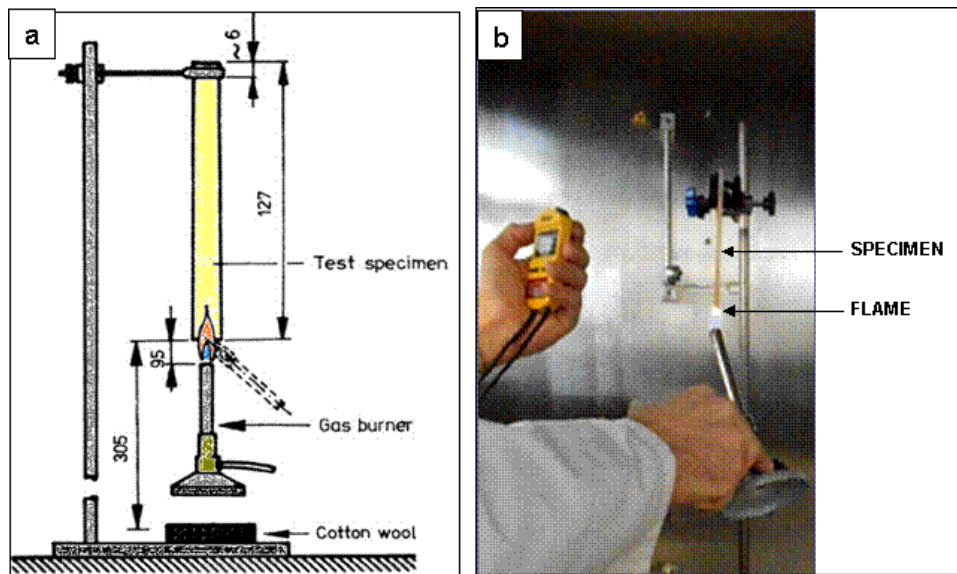 a
~6
127
Test specimen
95
305
Gas burner
Cotton wool
b
SPECIMEN
FLAME